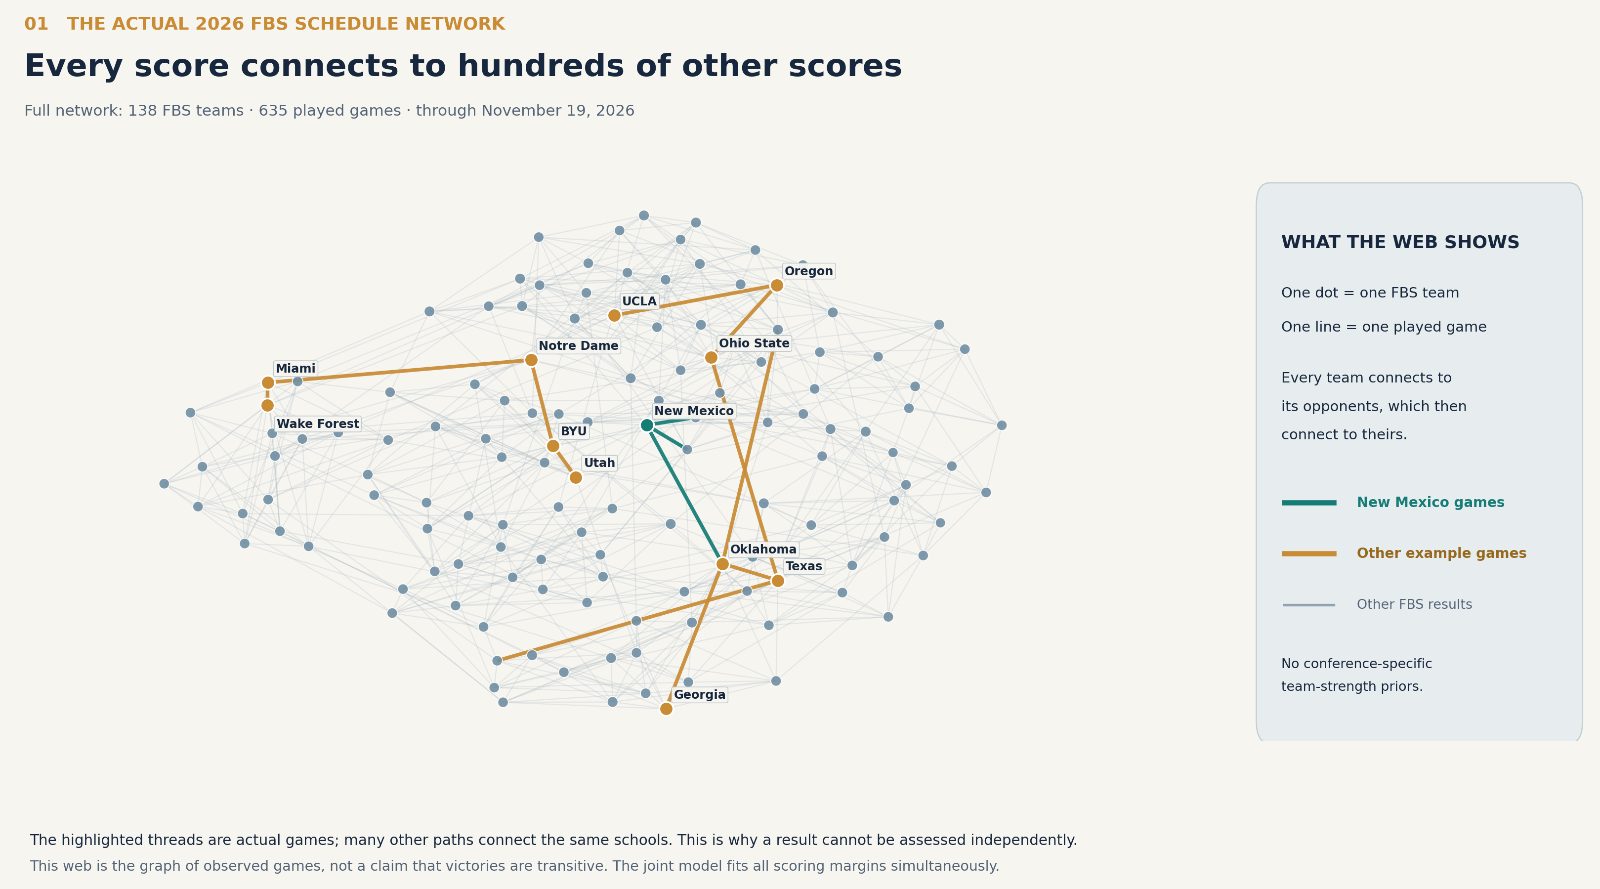 01 THE ACTUAL 2026 FBS SCHEDULE NETWORK
Every score connects to hundreds of other scores
Full network: 138 FBS teams · 635 played games · through November 19, 2026
Oregon
UCLA
Notre Dame
Ohio State
Miami
New Mexico
Wake Forest
BYU
Utah
Oklahoma
Texas
Georgia
WHAT THE WEB SHOWS
One dot = one FBS team
One line = one played game
Every team connects to
its opponents, which then
connect to theirs.
New Mexico games
Other example games
Other FBS results
No conference-specific
team-strength priors.
The highlighted threads are actual games; many other paths connect the same schools. This is why a result cannot be assessed independently.
This web is the graph of observed games, not a claim that victories are transitive. The joint model fits all scoring margins simultaneously.